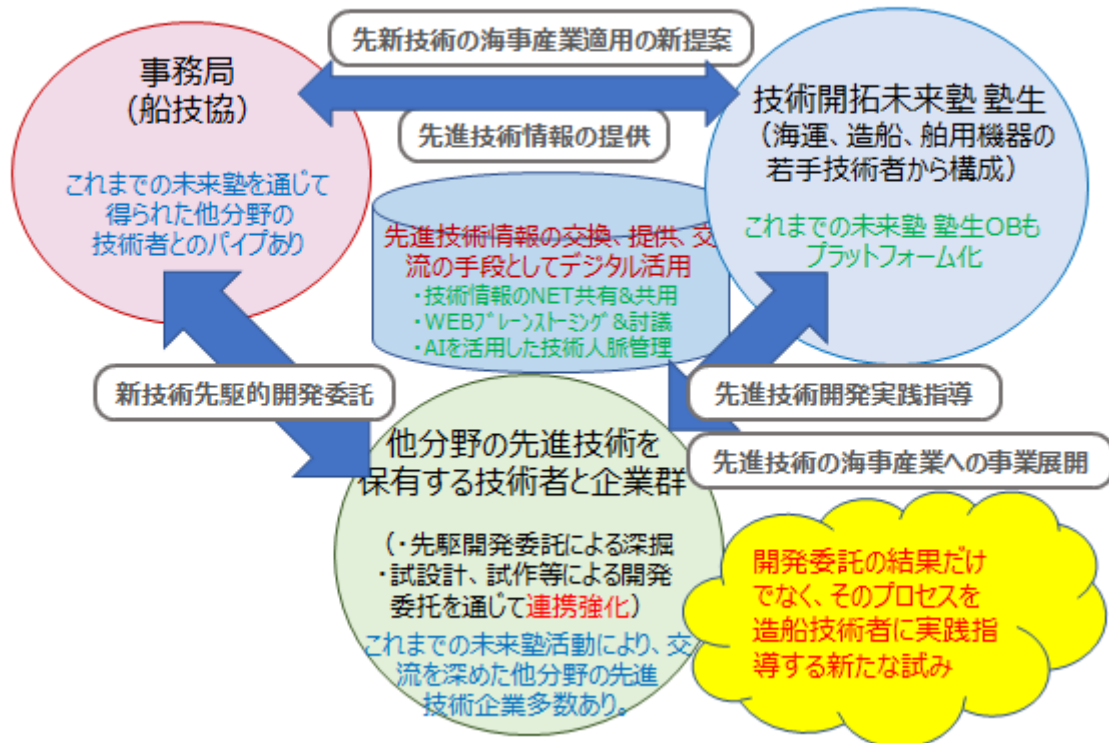 先新技術の海事産業適用の新提案
事務局
（船技協）
これまでの未来塾を通じて
得られた他分野の
技術者とのパイプあり
先進技術情報の提供
技術開拓未来塾 塾生
（海運、造船、舶用機器の
若手技術者から構成）
これまでの未来塾 塾生OBも
プラットフォーム化
先進技術情報の交換、提供、交
流の手段としてデジタル活用
・技術情報のNET共有&共用
・WEBﾌﾞﾚｰﾝｽﾄｰﾐﾝｸﾞ&討議
・AIを活用した技術人脈管理
新技術先駆的開発委託
先進技術開発実践指導
先進技術の海事産業への事業展開
他分野の先進技術を
保有する技術者と企業群
（・先駆開発委託による深掘
・試設計、試作等による開発
委託を通じて連携強化）
これまでの未来塾活動により、交
流を深めた他分野の先進
技術企業多数あり。
開発委託の結果だけ
でなく、そのプロセスを
造船技術者に実践指
導する新たな試み